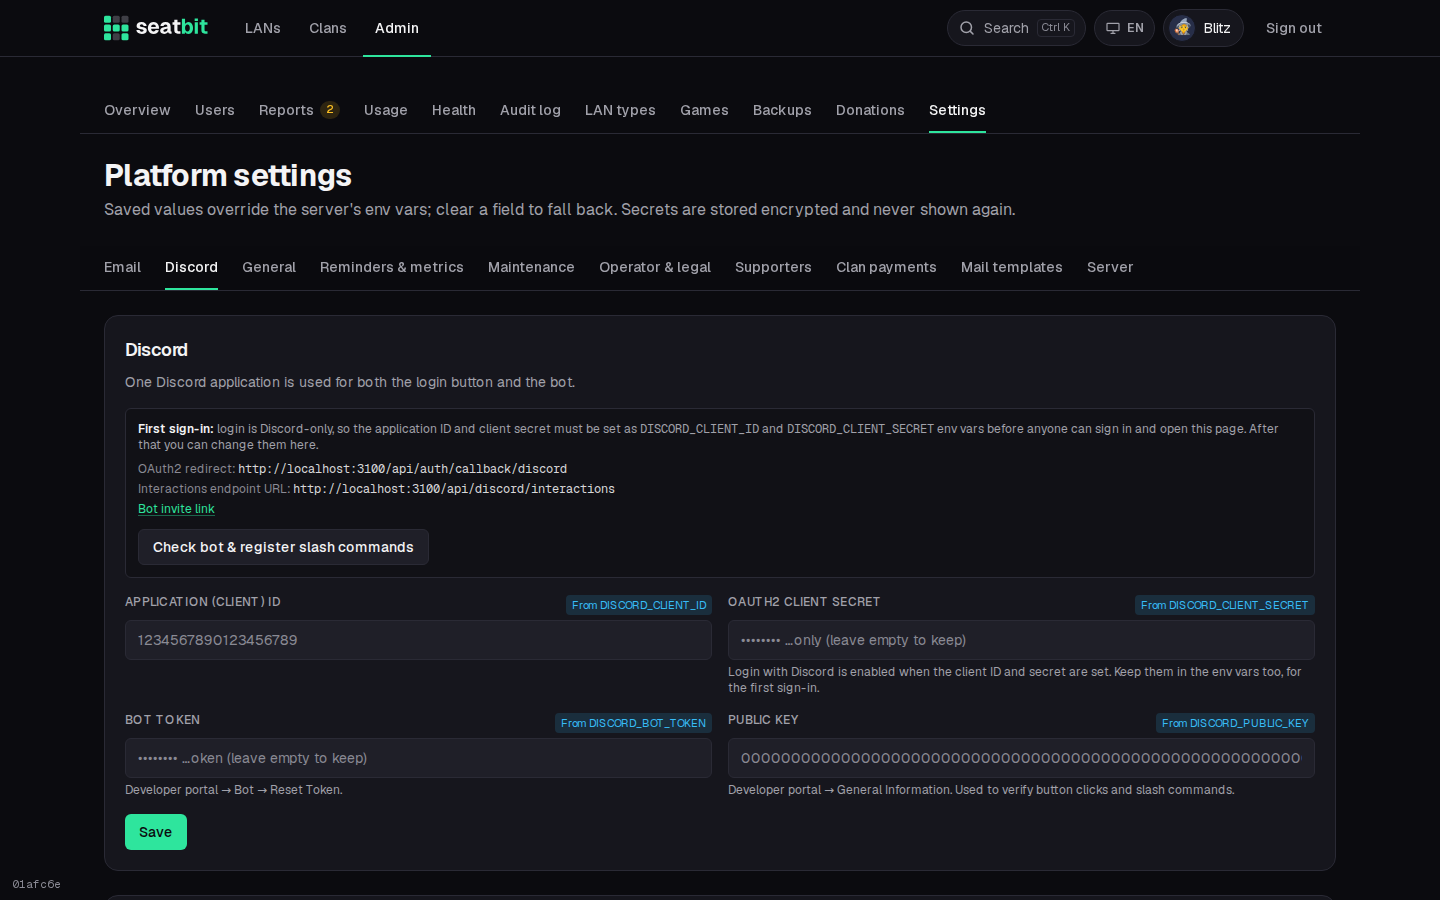 seatbit
LANs
Clans
Admin
Search
Ctrl K
EN
Blitz
Sign out
Overview
Users
Reports 2
Usage
Health
Audit log
LAN types
Games
Backups
Donations
Settings
Platform settings
Saved values override the server's env vars; clear a field to fall back. Secrets are stored encrypted and never shown again.
Email
Discord
General
Reminders & metrics
Maintenance
Operator & legal
Supporters
Clan payments
Mail templates
Server
Discord
One Discord application is used for both the login button and the bot.
First sign-in: login is Discord-only, so the application ID and client secret must be set as DISCORD_CLIENT_ID and DISCORD_CLIENT_SECRET env vars before anyone can sign in and open this page. After
that you can change them here.
OAuth2 redirect: http://localhost:3100/api/auth/callback/discord
Interactions endpoint URL: http://localhost:3100/api/discord/interactions
Bot invite link
Check bot & register slash commands
APPLICATION (CLIENT) ID
From DISCORD_CLIENT_ID
1234567890123456789
OAUTH2 CLIENT SECRET
From DISCORD_CLIENT_SECRET
•••••••• …only (leave empty to keep)
Login with Discord is enabled when the client ID and secret are set. Keep them in the env vars too, for
the first sign-in.
BOT TOKEN
From DISCORD_BOT_TOKEN
•••••••• …oken (leave empty to keep)
Developer portal → Bot → Reset Token.
PUBLIC KEY
From DISCORD_PUBLIC_KEY
00000000000000000000000000000000000000000000000000000000
Developer portal → General Information. Used to verify button clicks and slash commands.
Save
01afc6e